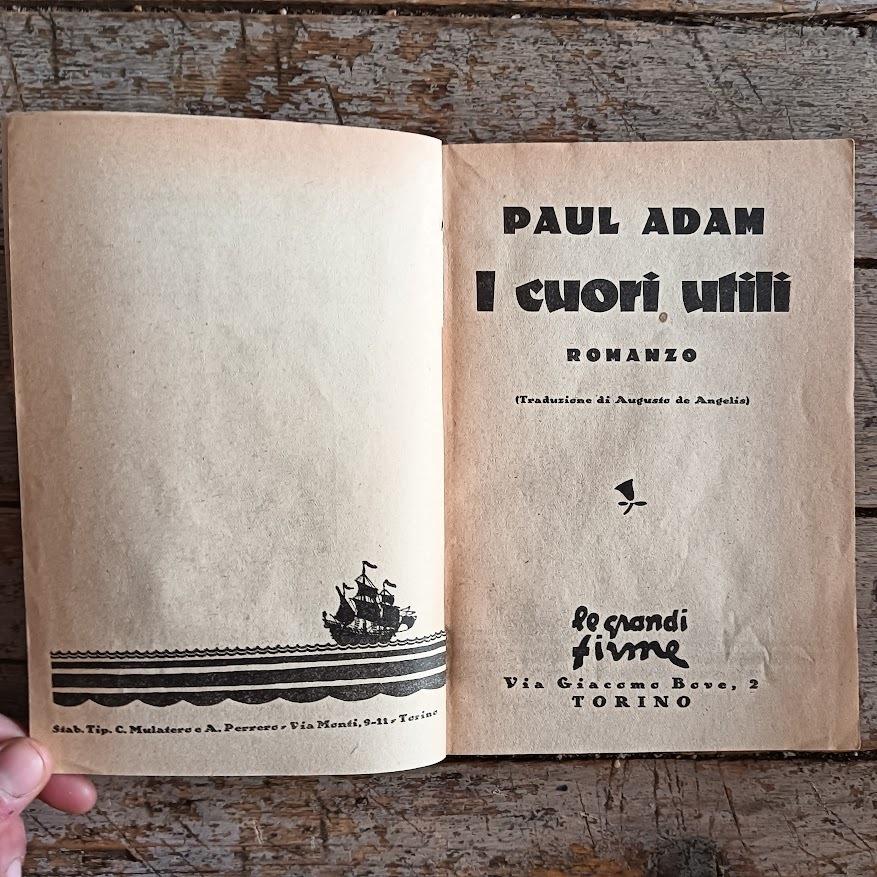 Stab. Tip. C. Mulatero e A. Perrero - Via Monti, 9-11 - Torino
PAUL ADAM
I cuori utili
ROMANZO
(Traduzione di Augusto de Angelis)
le grandi
firme
Via Giacomo Bove, 2
TORINO